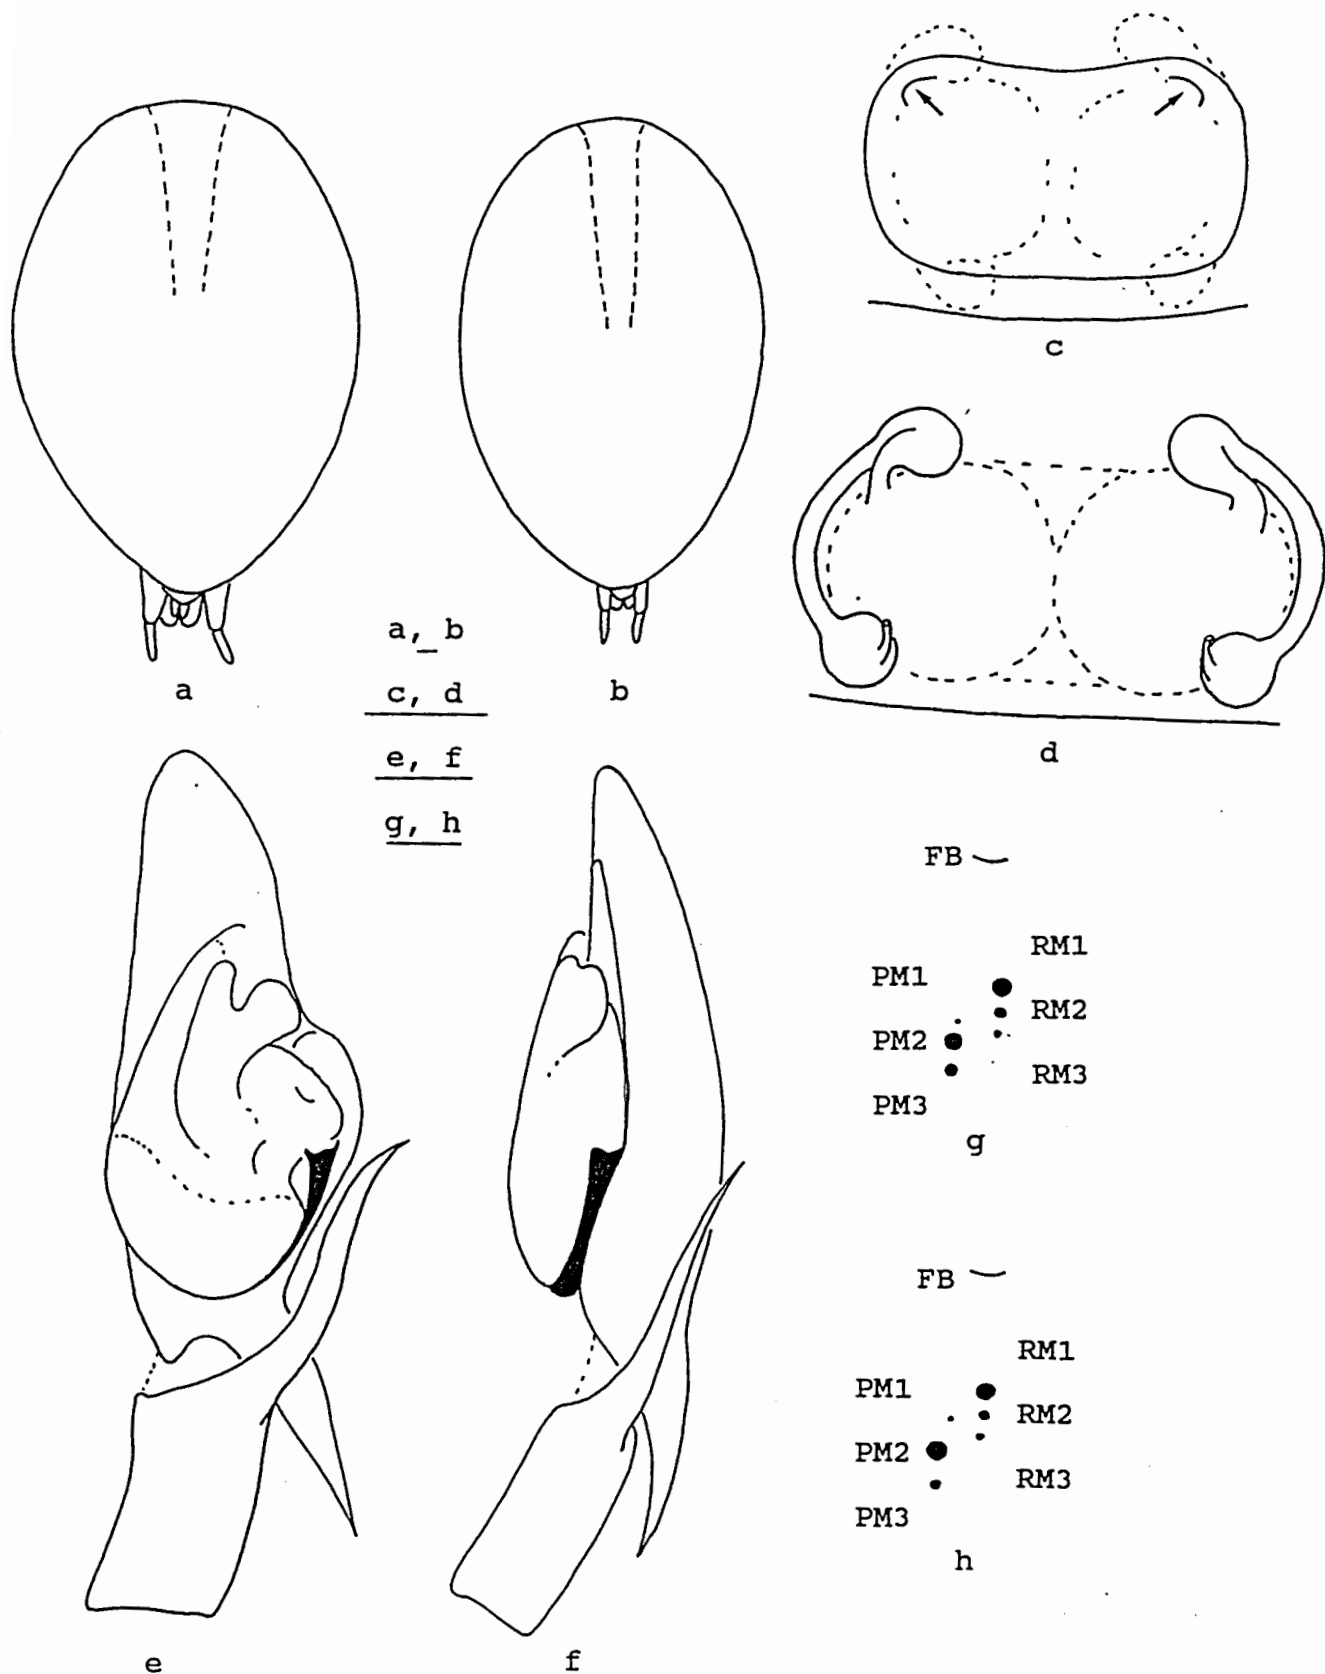 c
a, b
a
b
c, d
d
e, f
g, h
FB
RM1
PM1
RM2
PM2
RM3
PM3
g
FB
RM1
PM1
RM2
PM2
RM3
PM3
h
e
f